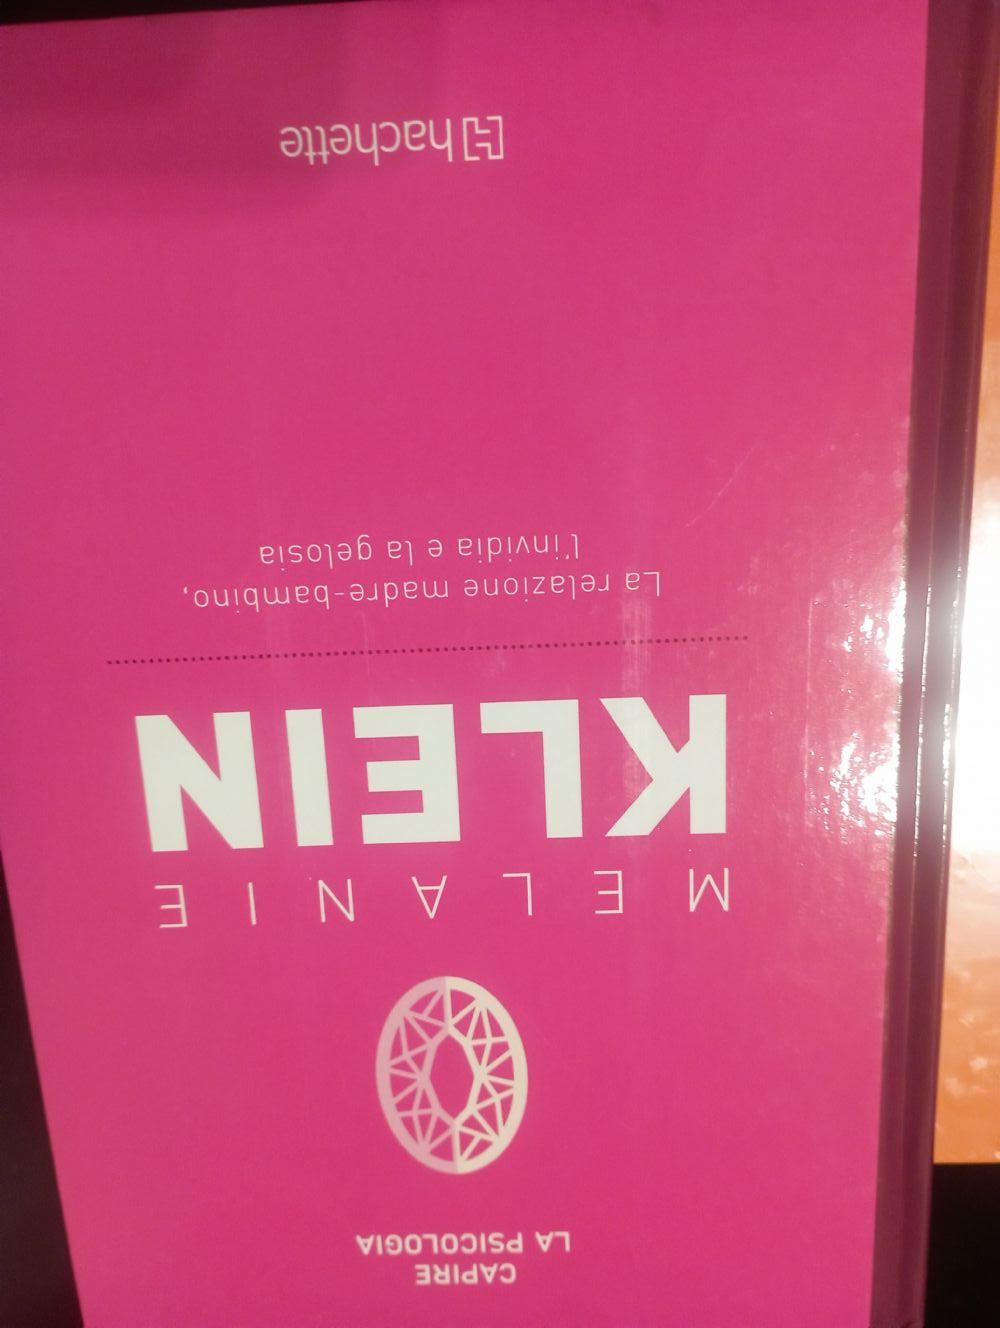 CAPIRE
LA PSICOLOGIA
MELANIE
KLEIN
La relazione madre-bambino,
l'invidia e la gelosia
hachette